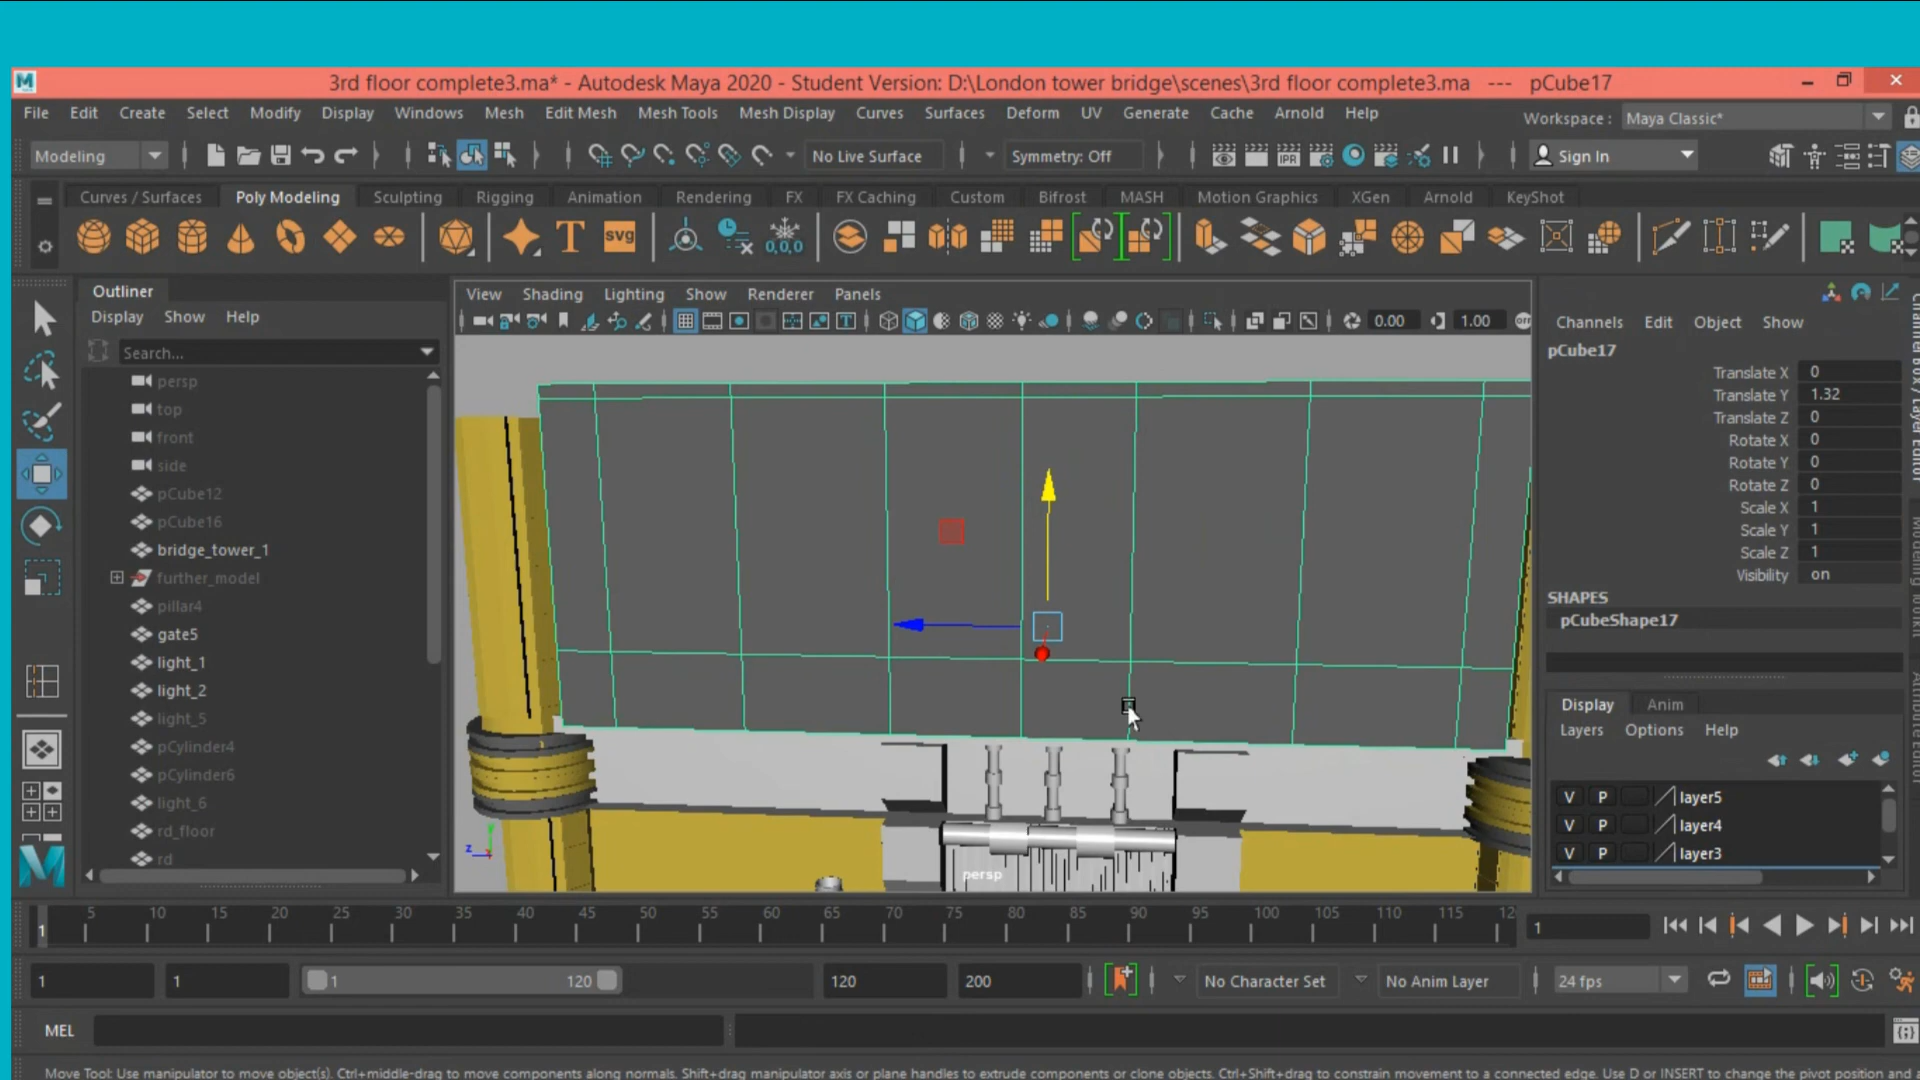 3rd floor complete3.ma* - Autodesk Maya 2020 - Student Version: D:\London tower bridge\scenes\3rd floor complete3.ma --- pCube17
File Edit Create Select Modify Display Windows Mesh Edit Mesh Mesh Tools Mesh Display Curves Surfaces Deform UV Generate Cache Arnold Help
Workspace : Maya Classic*
Modeling No Live Surface Symmetry: Off IPR Sign In
Curves / Surfaces Poly Modeling Sculpting Rigging Animation Rendering FX FX Caching Custom Bifrost MASH Motion Graphics XGen Arnold KeyShot
T svg 0,0,0
Outliner
Display Show Help
Search...
persp
top
front
side
pCube12
pCube16
bridge_tower_1
further_model
pillar4
gate5
light_1
light_2
light_5
pCylinder4
pCylinder6
light_6
rd_floor
rd
View Shading Lighting Show Renderer Panels
0.00 1.00
persp
y
z
Channels Edit Object Show
pCube17
Translate X 0
Translate Y 1.32
Translate Z 0
Rotate X 0
Rotate Y 0
Rotate Z 0
Scale X 1
Scale Y 1
Scale Z 1
Visibility on
SHAPES
pCubeShape17
Display Anim
Layers Options Help
V P layer5
V P layer4
V P layer3
5 10 15 20 25 30 35 40 45 50 55 60 65 70 75 80 85 90 95 100 105 110 115 12
1
1
1 1 1 120 120 200 No Character Set No Anim Layer 24 fps
MEL
Move Tool: Use manipulator to move object(s). Ctrl+middle-drag to move components along normals. Shift+drag manipulator axis or plane handles to extrude components or clone objects. Ctrl+Shift+drag to constrain movement to a connected edge. Use D or INSERT to change the pivot position and a